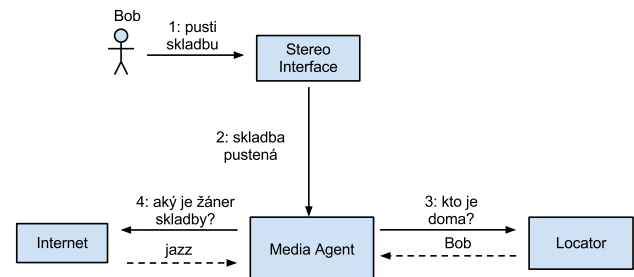 Bob
1: pusti
skladbu
Stereo
Interface
2: skladba
pustená
4: aký je žáner
skladby?
3: kto je
doma?
Internet
jazz
Media Agent
Bob
Locator